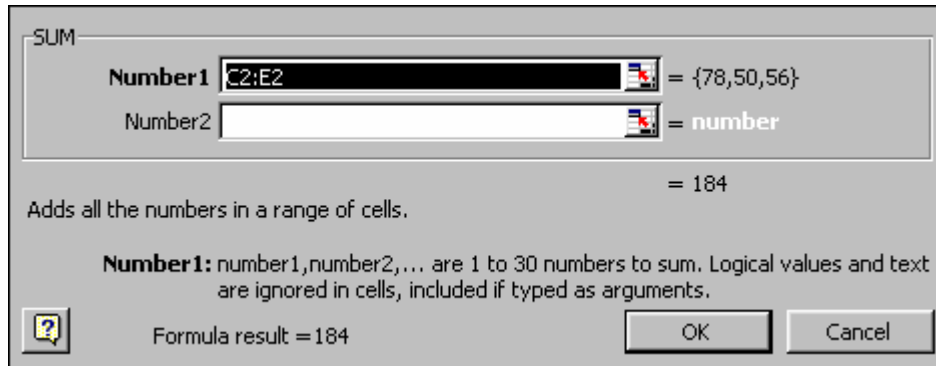 SUM
Number1 C2:E2 = {78,50,56}
Number2 = number
= 184
Adds all the numbers in a range of cells.
Number1: number1,number2,... are 1 to 30 numbers to sum. Logical values and text
are ignored in cells, included if typed as arguments.
? Formula result =184 OK Cancel